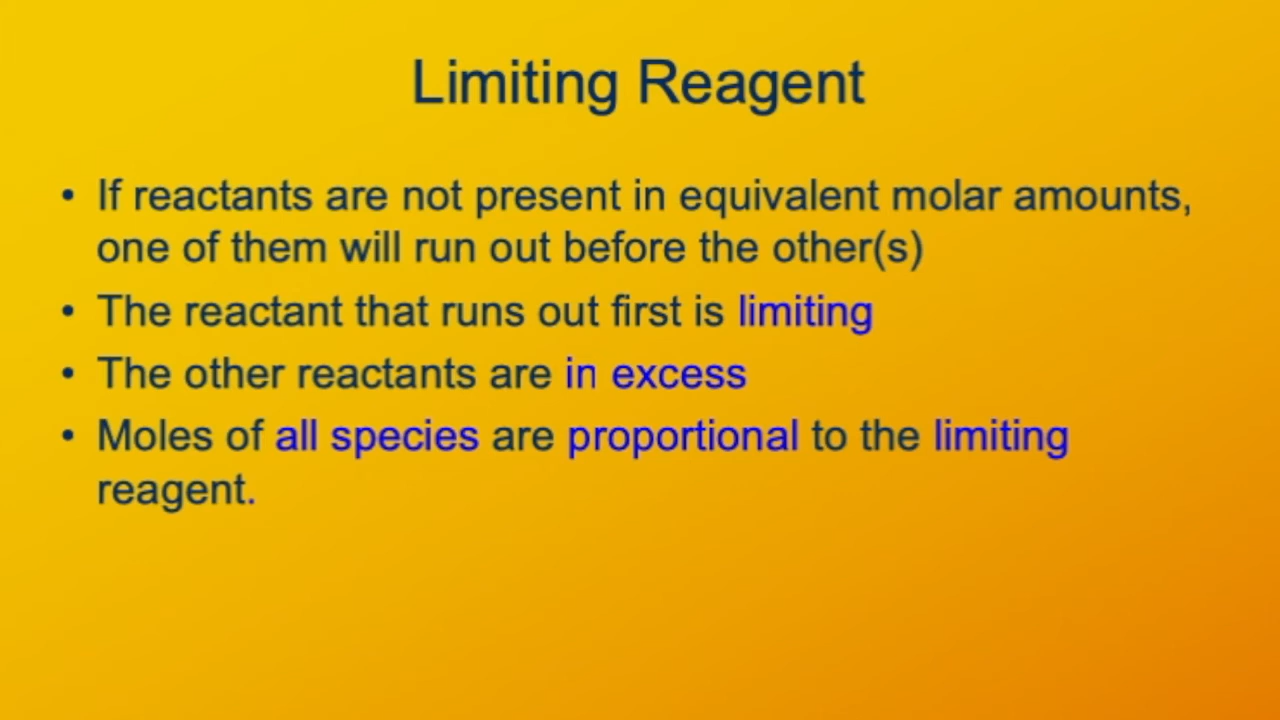 Limiting Reagent
• If reactants are not present in equivalent molar amounts,
one of them will run out before the other(s)
• The reactant that runs out first is limiting
• The other reactants are in excess
• Moles of all species are proportional to the limiting
reagent.